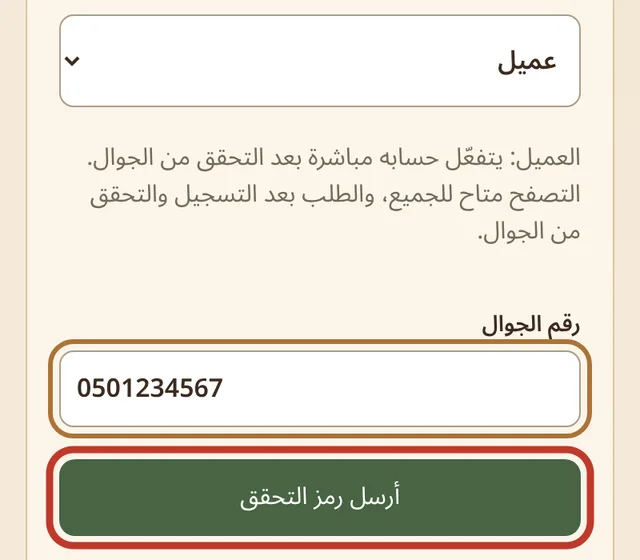 عميل
العميل: يتفعّل حسابه مباشرة بعد التحقق من الجوال.
التصفح متاح للجميع، والطلب بعد التسجيل والتحقق
من الجوال.
رقم الجوال
0501234567
أرسل رمز التحقق